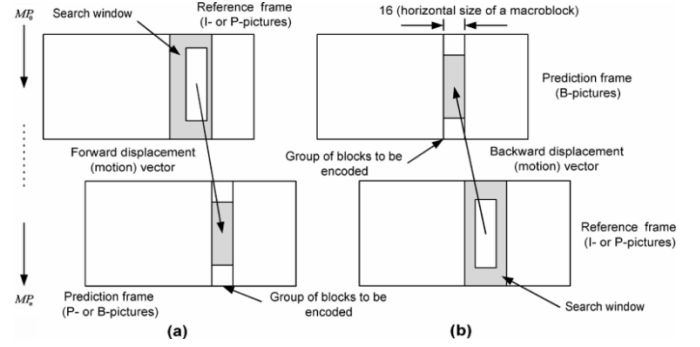 MP₀
Search window
Reference frame
(I- or P-pictures)
Forward displacement
(motion) vector
Prediction frame
(P- or B-pictures)
Group of blocks to be
encoded
(a)
16 (horizontal size of a macroblock)
Prediction frame
(B-pictures)
Group of blocks to be
encoded
Backward displacement
(motion) vector
Reference frame
(I- or P-pictures)
Search window
(b)